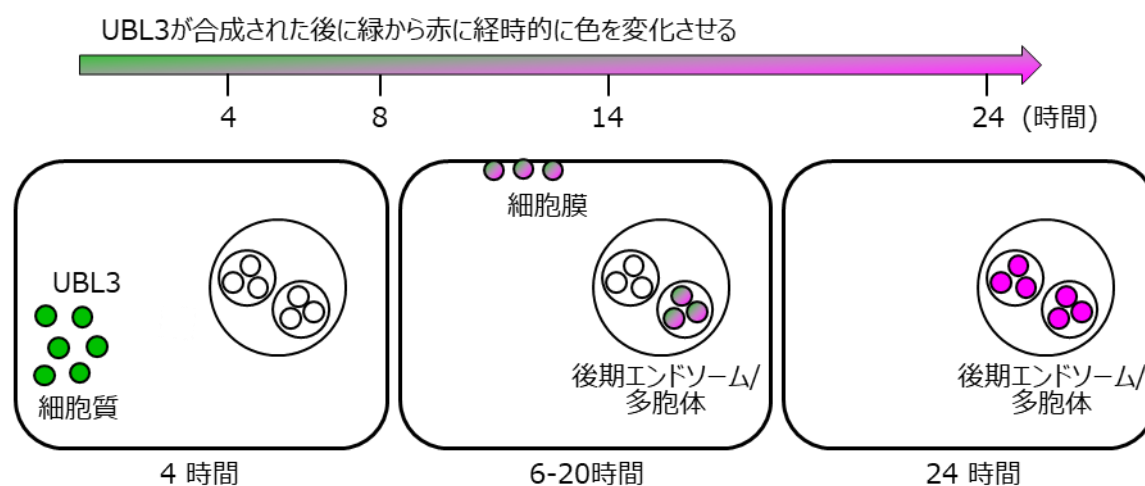 UBL3が合成された後に緑から赤に経時的に色を変化させる
4
8
14
24
(時間)
UBL3
細胞質
4 時間
細胞膜
後期エンドソーム/
多胞体
6-20時間
後期エンドソーム/
多胞体
24 時間